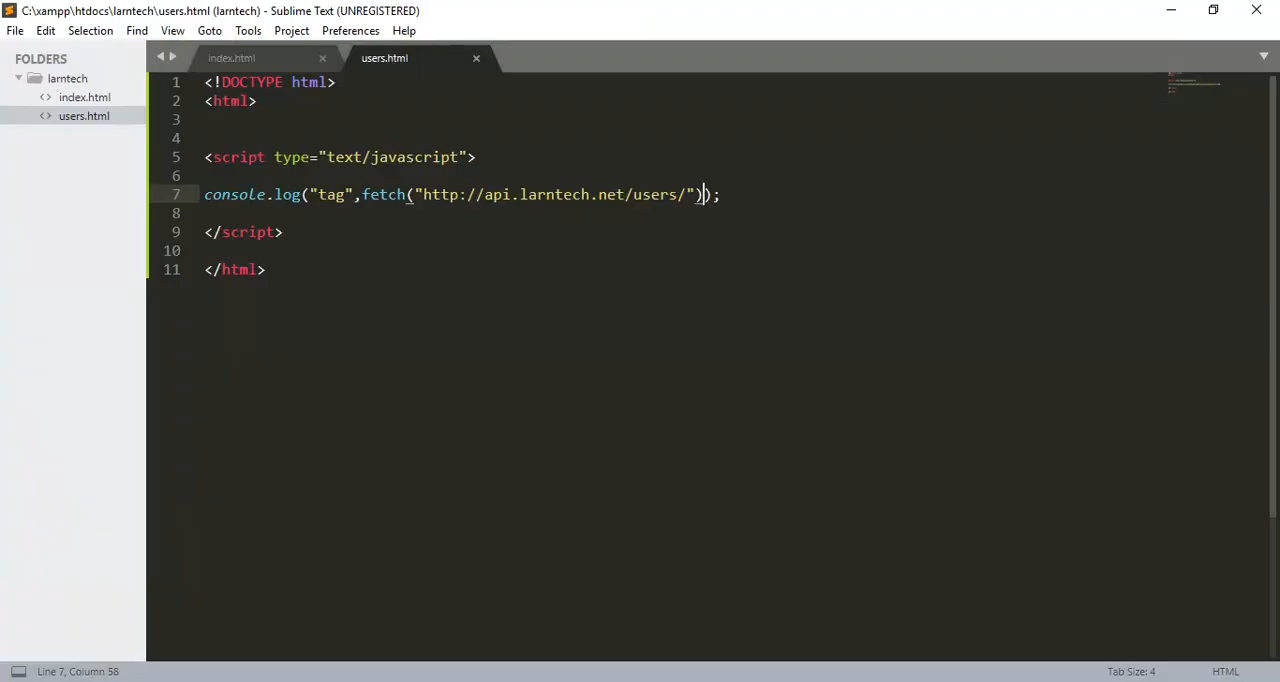 C:\xampp\htdocs\larntech\users.html (larntech) - Sublime Text (UNREGISTERED)
File Edit Selection Find View Goto Tools Project Preferences Help
FOLDERS
larntech
index.html
users.html
index.html users.html
1 <!DOCTYPE html>
2 <html>
3
4
5 <script type="text/javascript">
6
7 console.log("tag",fetch("http://api.larntech.net/users/"));
8
9 </script>
10
11 </html>
Line 7, Column 58 Tab Size: 4 HTML